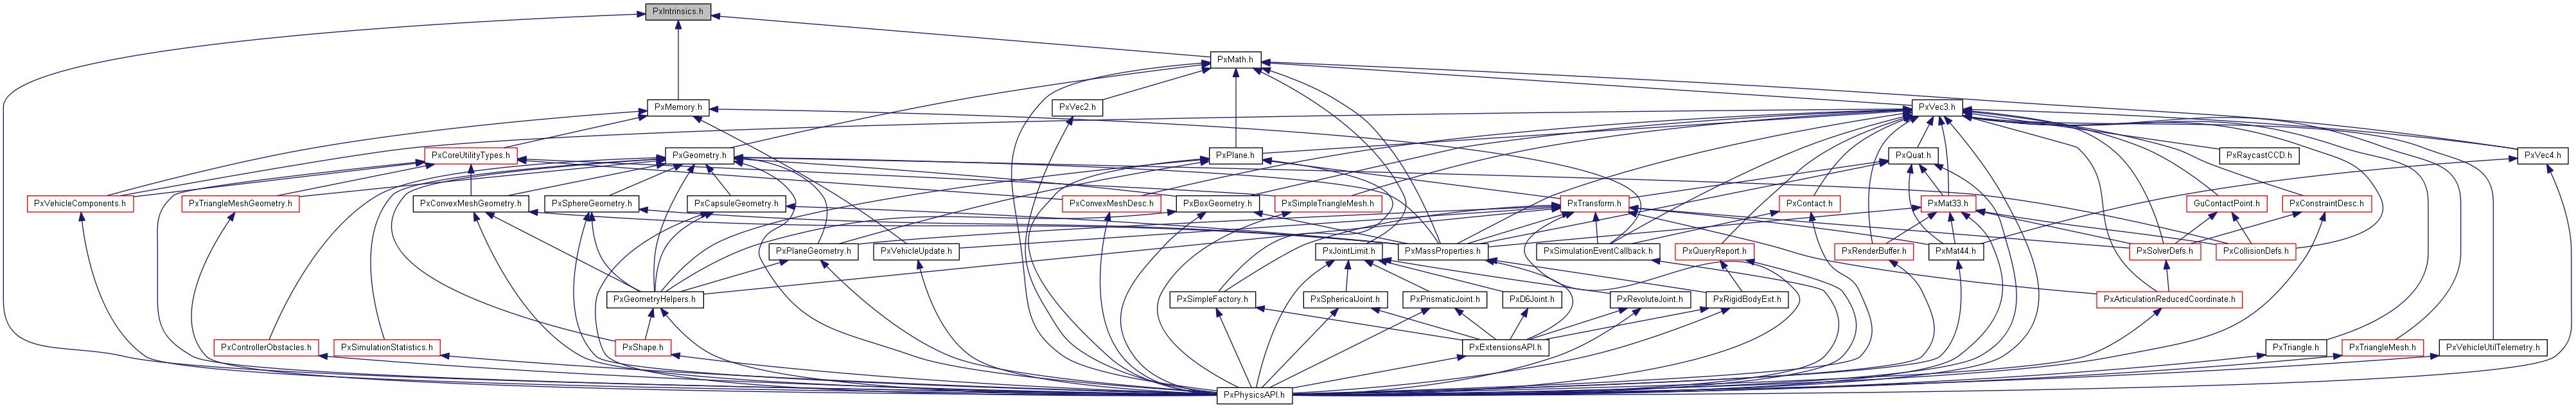 PxIntrinsics.h
PxMath.h
PxMemory.h
PxVec2.h
PxVec3.h
PxCoreUtilityTypes.h
PxGeometry.h
PxPlane.h
PxQuat.h
PxRaycastCCD.h
PxVec4.h
PxVehicleComponents.h
PxTriangleMeshGeometry.h
PxConvexMeshGeometry.h
PxSphereGeometry.h
PxCapsuleGeometry.h
PxConvexMeshDesc.h
PxBoxGeometry.h
PxSimpleTriangleMesh.h
PxTransform.h
PxContact.h
PxMat33.h
GuContactPoint.h
PxConstraintDesc.h
PxPlaneGeometry.h
PxVehicleUpdate.h
PxJointLimit.h
PxMassProperties.h
PxSimulationEventCallback.h
PxQueryReport.h
PxRenderBuffer.h
PxMat44.h
PxSolverDefs.h
PxCollisionDefs.h
PxGeometryHelpers.h
PxSimpleFactory.h
PxSphericalJoint.h
PxPrismaticJoint.h
PxD6Joint.h
PxRevoluteJoint.h
PxRigidBodyExt.h
PxArticulationReducedCoordinate.h
PxControllerObstacles.h
PxSimulationStatistics.h
PxShape.h
PxExtensionsAPI.h
PxTriangle.h
PxTriangleMesh.h
PxVehicleUtilTelemetry.h
PxPhysicsAPI.h